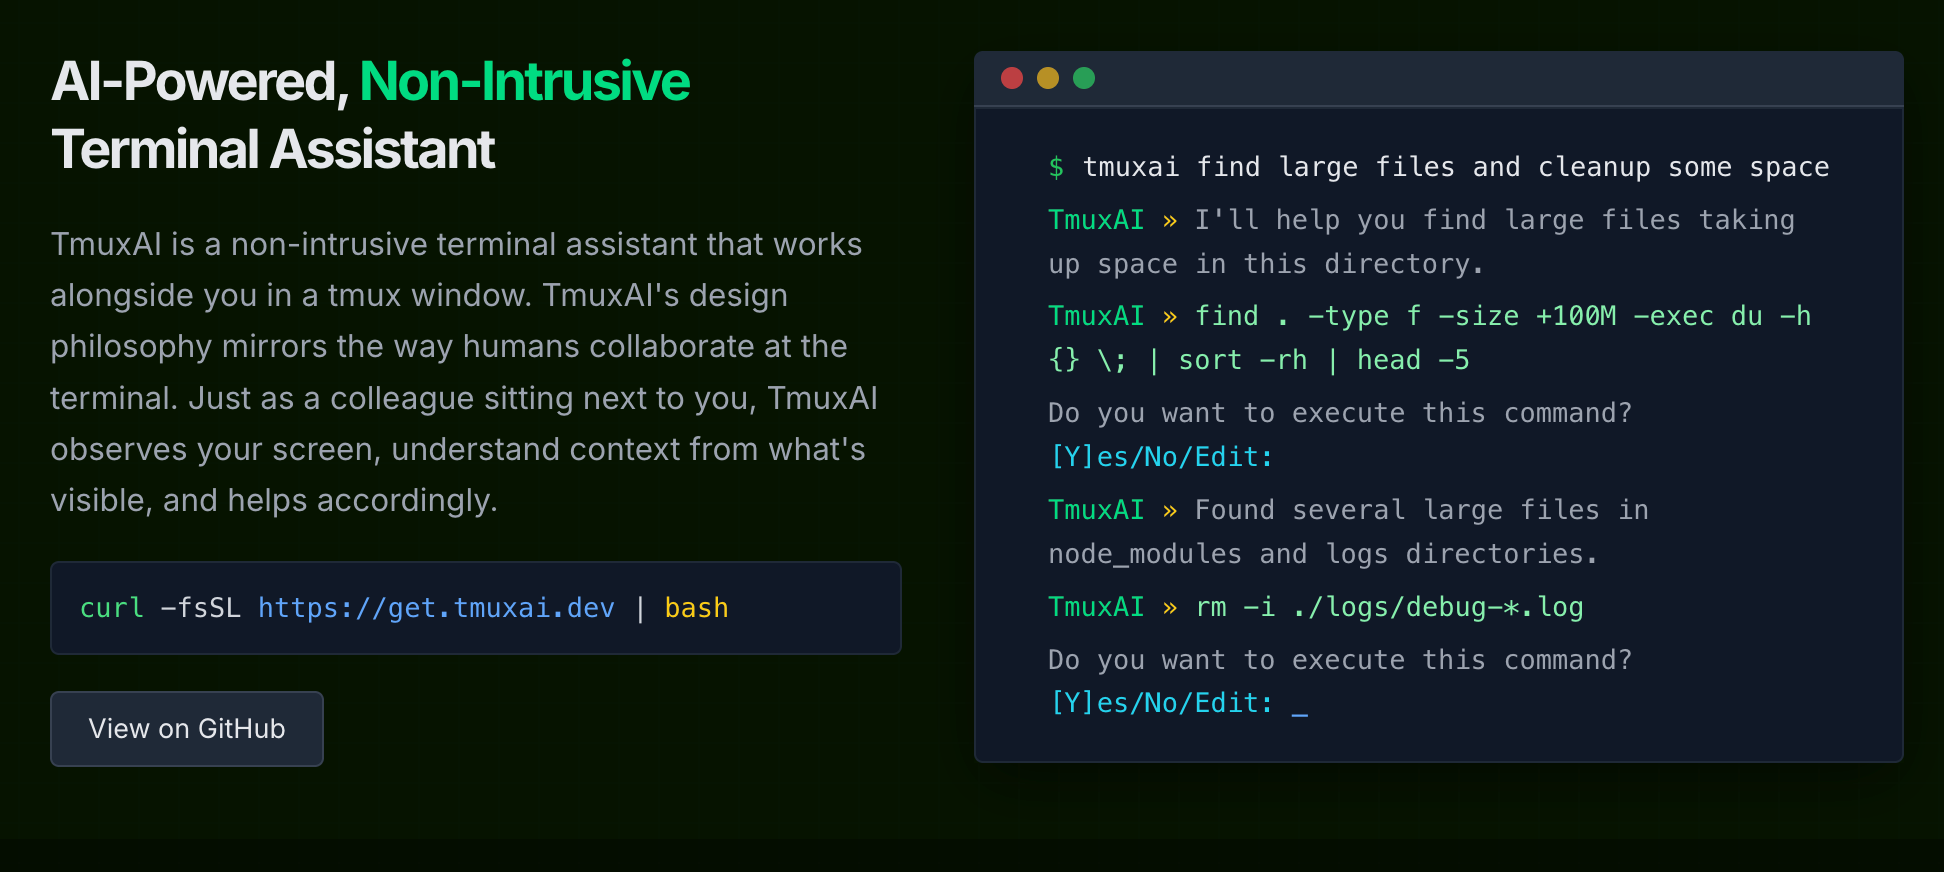 AI-Powered, Non-Intrusive
Terminal Assistant
TmuxAI is a non-intrusive terminal assistant that works
alongside you in a tmux window. TmuxAI's design
philosophy mirrors the way humans collaborate at the
terminal. Just as a colleague sitting next to you, TmuxAI
observes your screen, understand context from what's
visible, and helps accordingly.
curl -fsSL https://get.tmuxai.dev | bash
View on GitHub
$ tmuxai find large files and cleanup some space
TmuxAI » I'll help you find large files taking
up space in this directory.
TmuxAI » find . -type f -size +100M -exec du -h
{} \; | sort -rh | head -5
Do you want to execute this command?
[Y]es/No/Edit:
TmuxAI » Found several large files in
node_modules and logs directories.
TmuxAI » rm -i ./logs/debug-*.log
Do you want to execute this command?
[Y]es/No/Edit: _